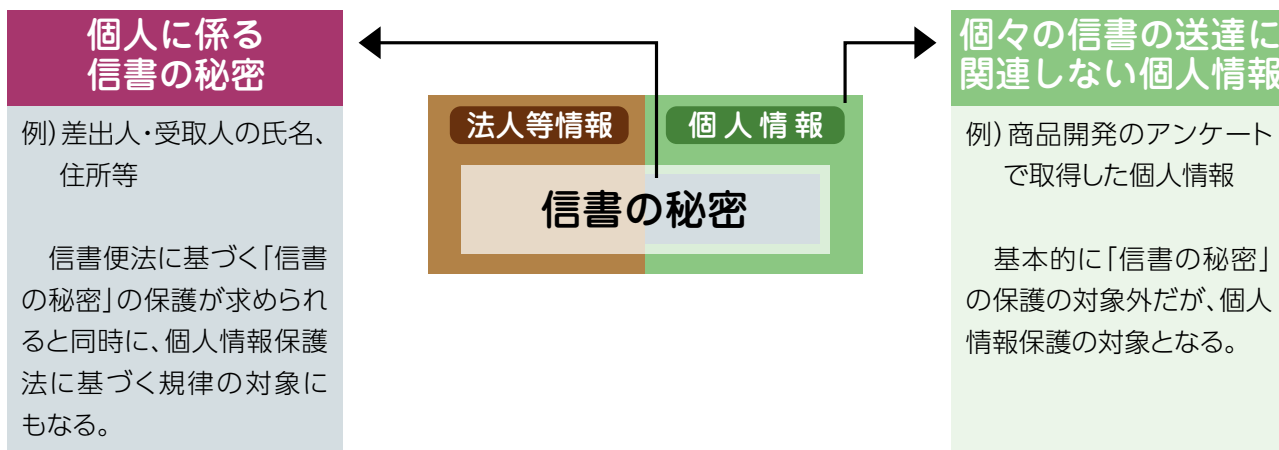 個人に係る
信書の秘密
例)差出人・受取人の氏名、
住所等
信書便法に基づく「信書
の秘密」の保護が求められ
ると同時に、個人情報保護
法に基づく規律の対象に
もなる。
法人等情報
個人情報
信書の秘密
個々の信書の送達に
関連しない個人情報
例)商品開発のアンケート
で取得した個人情報
基本的に「信書の秘密」
の保護の対象外だが、個人
情報保護の対象となる。